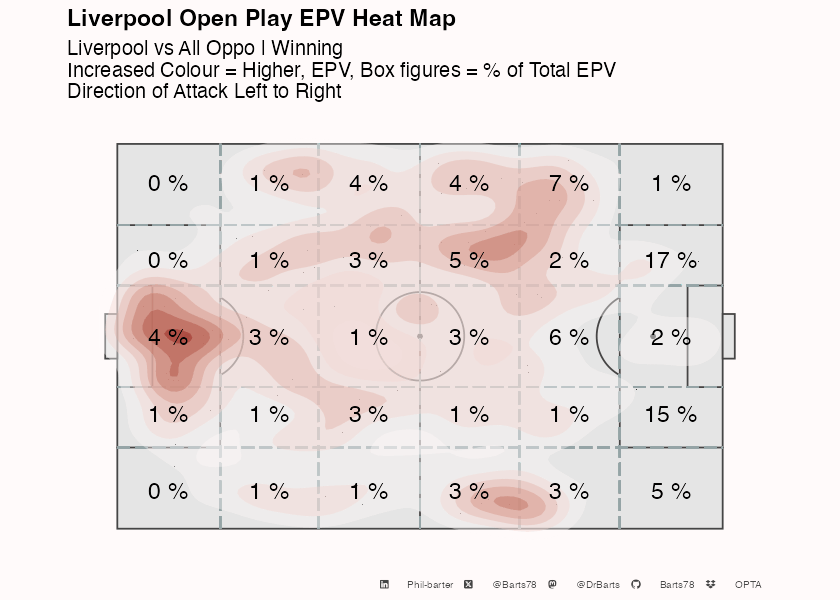 Liverpool Open Play EPV Heat Map
Liverpool vs All Oppo | Winning
Increased Colour = Higher, EPV, Box figures = % of Total EPV
Direction of Attack Left to Right
0 % 1 % 4 % 4 % 7 % 1 %
0 % 1 % 3 % 5 % 2 % 17 %
4 % 3 % 1 % 3 % 6 % 2 %
1 % 1 % 3 % 1 % 1 % 15 %
0 % 1 % 1 % 3 % 3 % 5 %
Phil-barter @Barts78 @DrBarts Barts78 OPTA